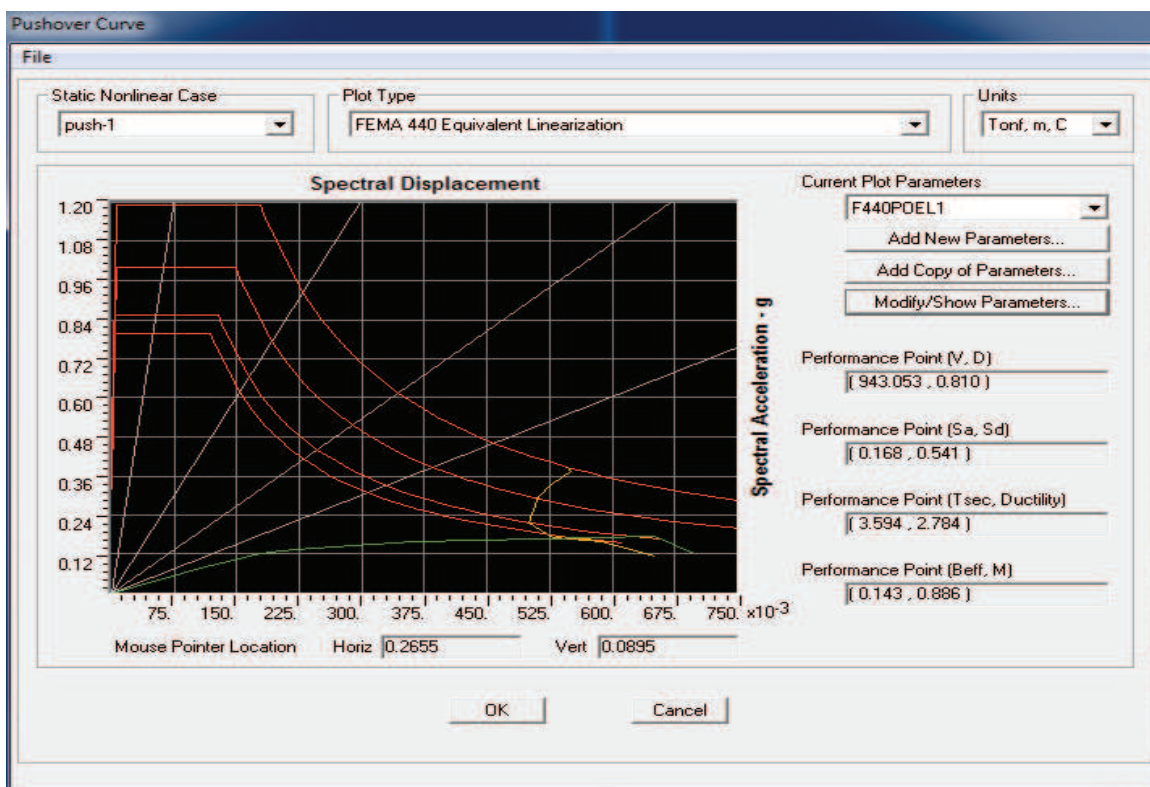 Pushover Curve
File
Static Nonlinear Case
push-1
Plot Type
FEMA 440 Equivalent Linearization
Units
Tonf, m, C
Spectral Displacement
1.20
1.08
0.96
0.84
0.72
0.60
0.48
0.36
0.24
0.12
75. 150. 225. 300. 375. 450. 525. 600. 675. 750. x10-3
Spectral Acceleration - g
Mouse Pointer Location Horiz 0.2655 Vert 0.0895
Current Plot Parameters
F440POEL1
Add New Parameters...
Add Copy of Parameters...
Modify/Show Parameters...
Performance Point (V, D)
( 943.053 , 0.810 )
Performance Point (Sa, Sd)
( 0.168 , 0.541 )
Performance Point (Tsec, Ductility)
( 3.594 , 2.784 )
Performance Point (Beff, M)
( 0.143 , 0.886 )
OK Cancel